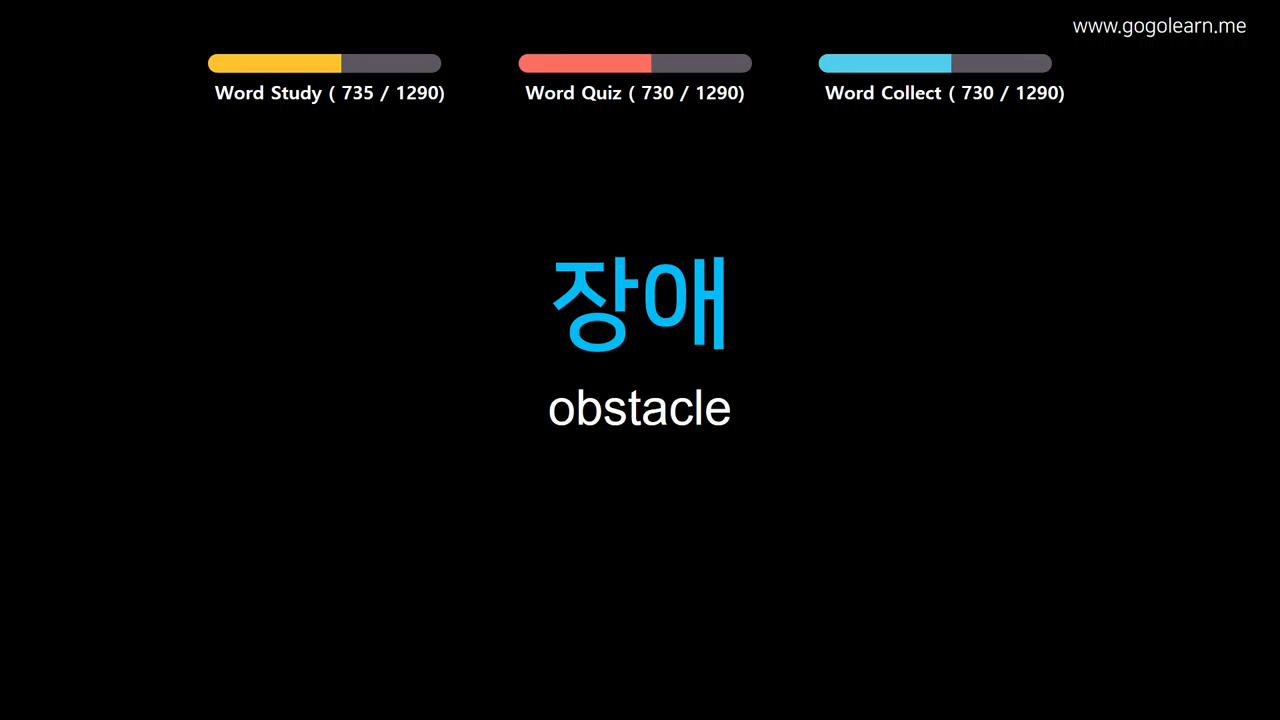 www.gogolearn.me
Word Study ( 735 / 1290)
Word Quiz ( 730 / 1290)
Word Collect ( 730 / 1290)
장애
obstacle